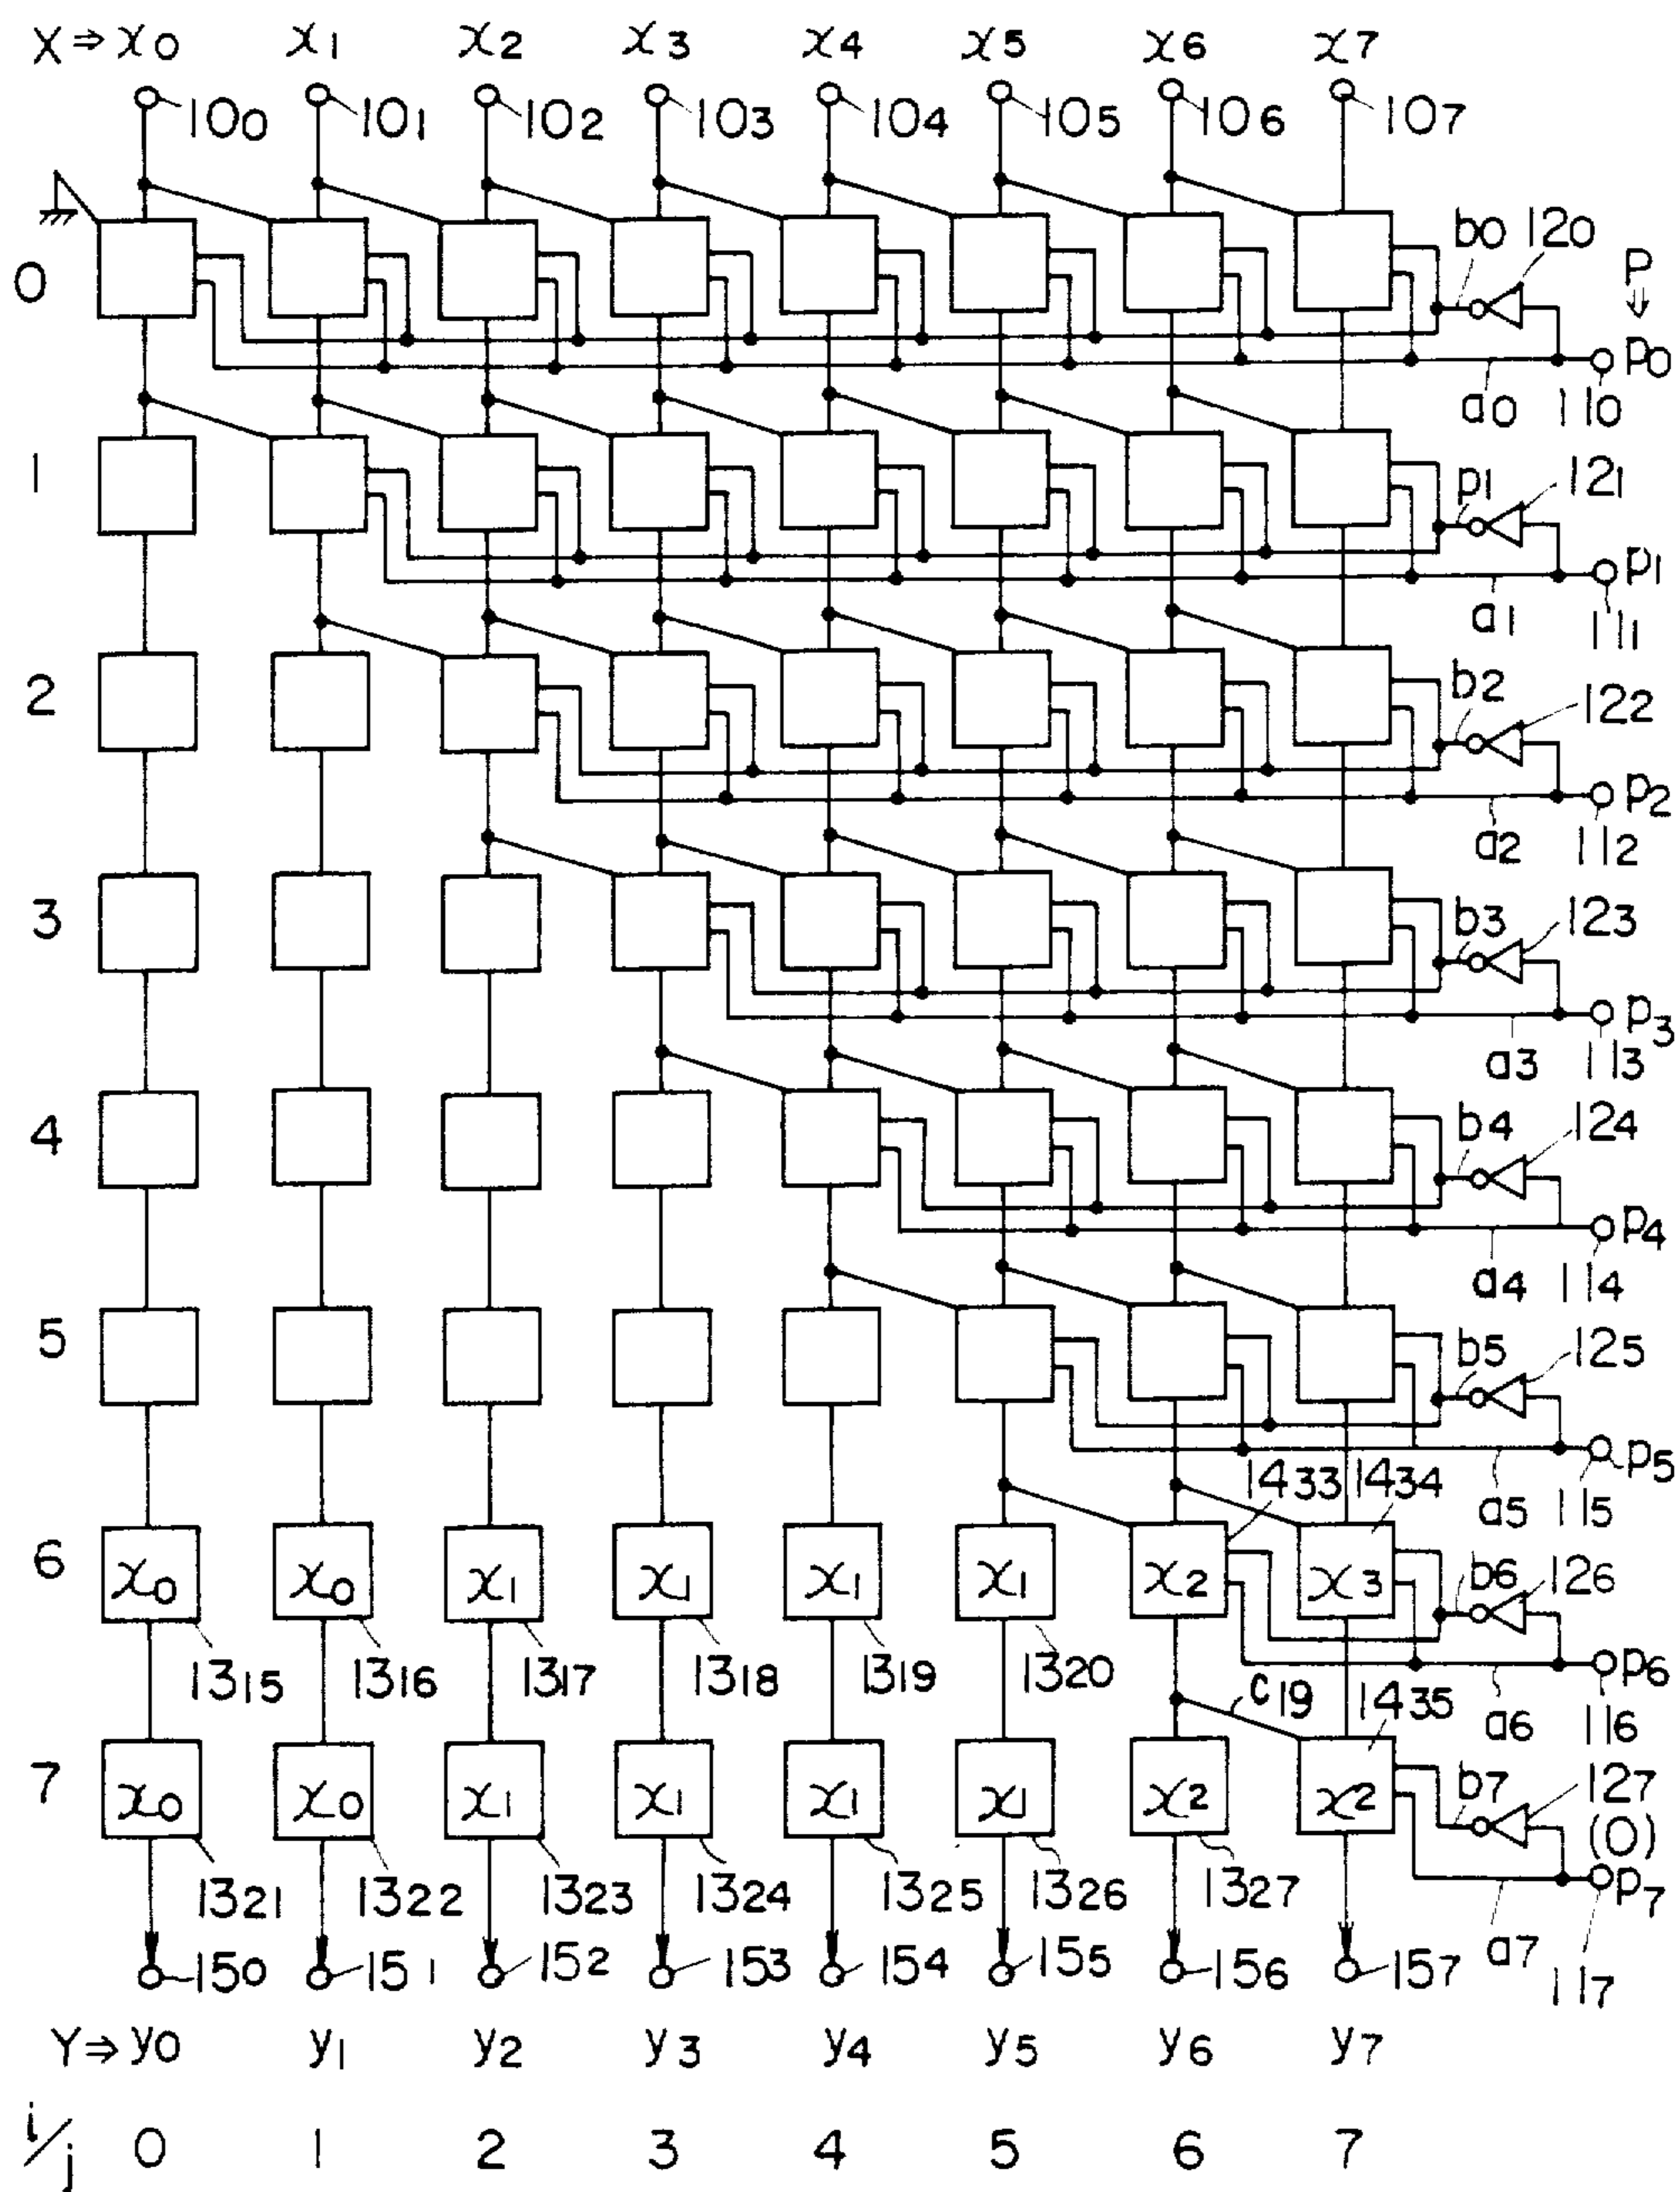 X ⇒ x0 x1 x2 x3 x4 x5 x6 x7
100 101 102 103 104 105 106 107
b0 120
P ⇓
0
P0
a0 110
1
p1 121
P1
a1 111
2
b2 122
P2
a2 112
3
b3 123
P3
a3 113
4
b4 124
P4
a4 114
5
b5 125
P5
a5 115
1433 1434
6 x0 x0 x1 x1 x1 x1 x2 x3
b6 126
1315 1316 1317 1318 1319 1320
P6
C19 1435
a6 116
7 x0 x0 x1 x1 x1 x1 x2 x2
b7 127
(0)
1321 1322 1323 1324 1325 1326 1327
P7
a7 117
150 151 152 153 154 155 156 157
Y ⇒ y0 y1 y2 y3 y4 y5 y6 y7
i/j 0 1 2 3 4 5 6 7